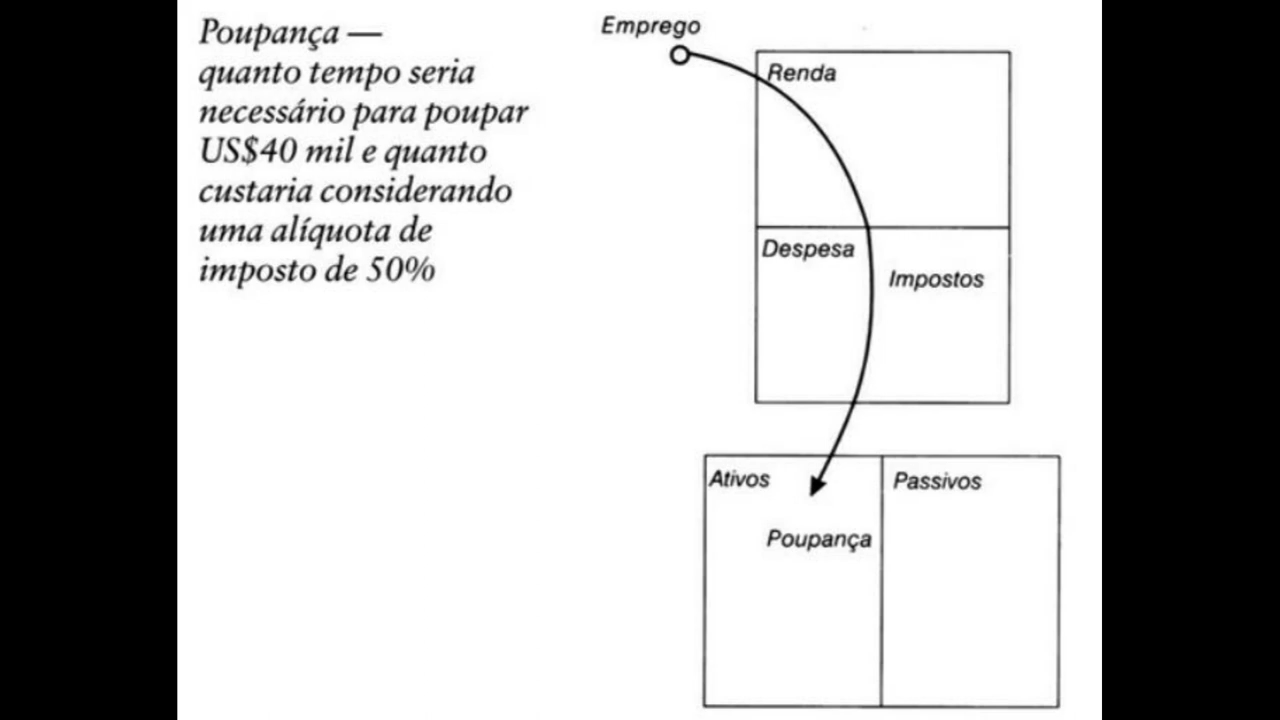 Poupança —
quanto tempo seria
necessário para poupar
US$40 mil e quanto
custaria considerando
uma alíquota de
imposto de 50%
Emprego
Renda
Despesa
Impostos
Ativos
Passivos
Poupança